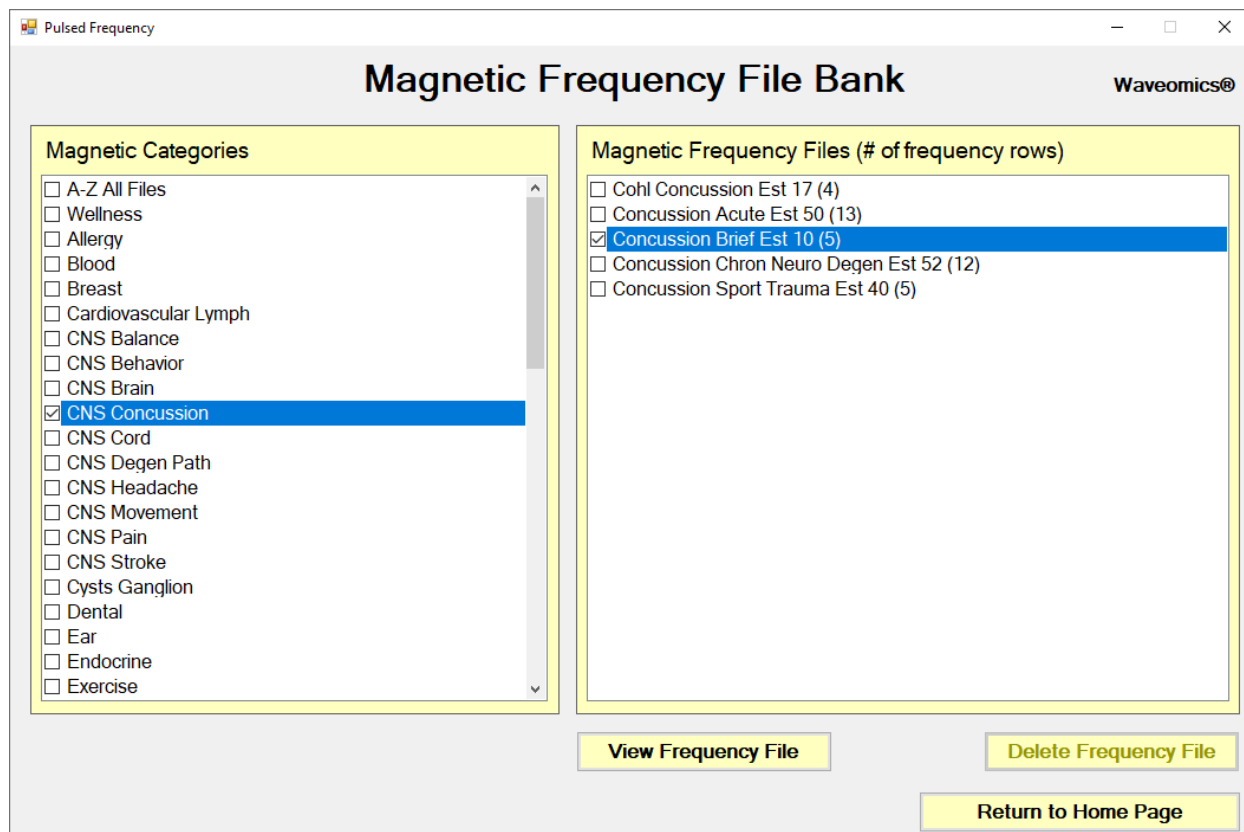 Pulsed Frequency
Magnetic Frequency File Bank
Waveomics®
Magnetic Categories
A-Z All Files
Wellness
Allergy
Blood
Breast
Cardiovascular Lymph
CNS Balance
CNS Behavior
CNS Brain
CNS Concussion
CNS Cord
CNS Degen Path
CNS Headache
CNS Movement
CNS Pain
CNS Stroke
Cysts Ganglion
Dental
Ear
Endocrine
Exercise
Magnetic Frequency Files (# of frequency rows)
Cohl Concussion Est 17 (4)
Concussion Acute Est 50 (13)
Concussion Brief Est 10 (5)
Concussion Chron Neuro Degen Est 52 (12)
Concussion Sport Trauma Est 40 (5)
View Frequency File
Delete Frequency File
Return to Home Page